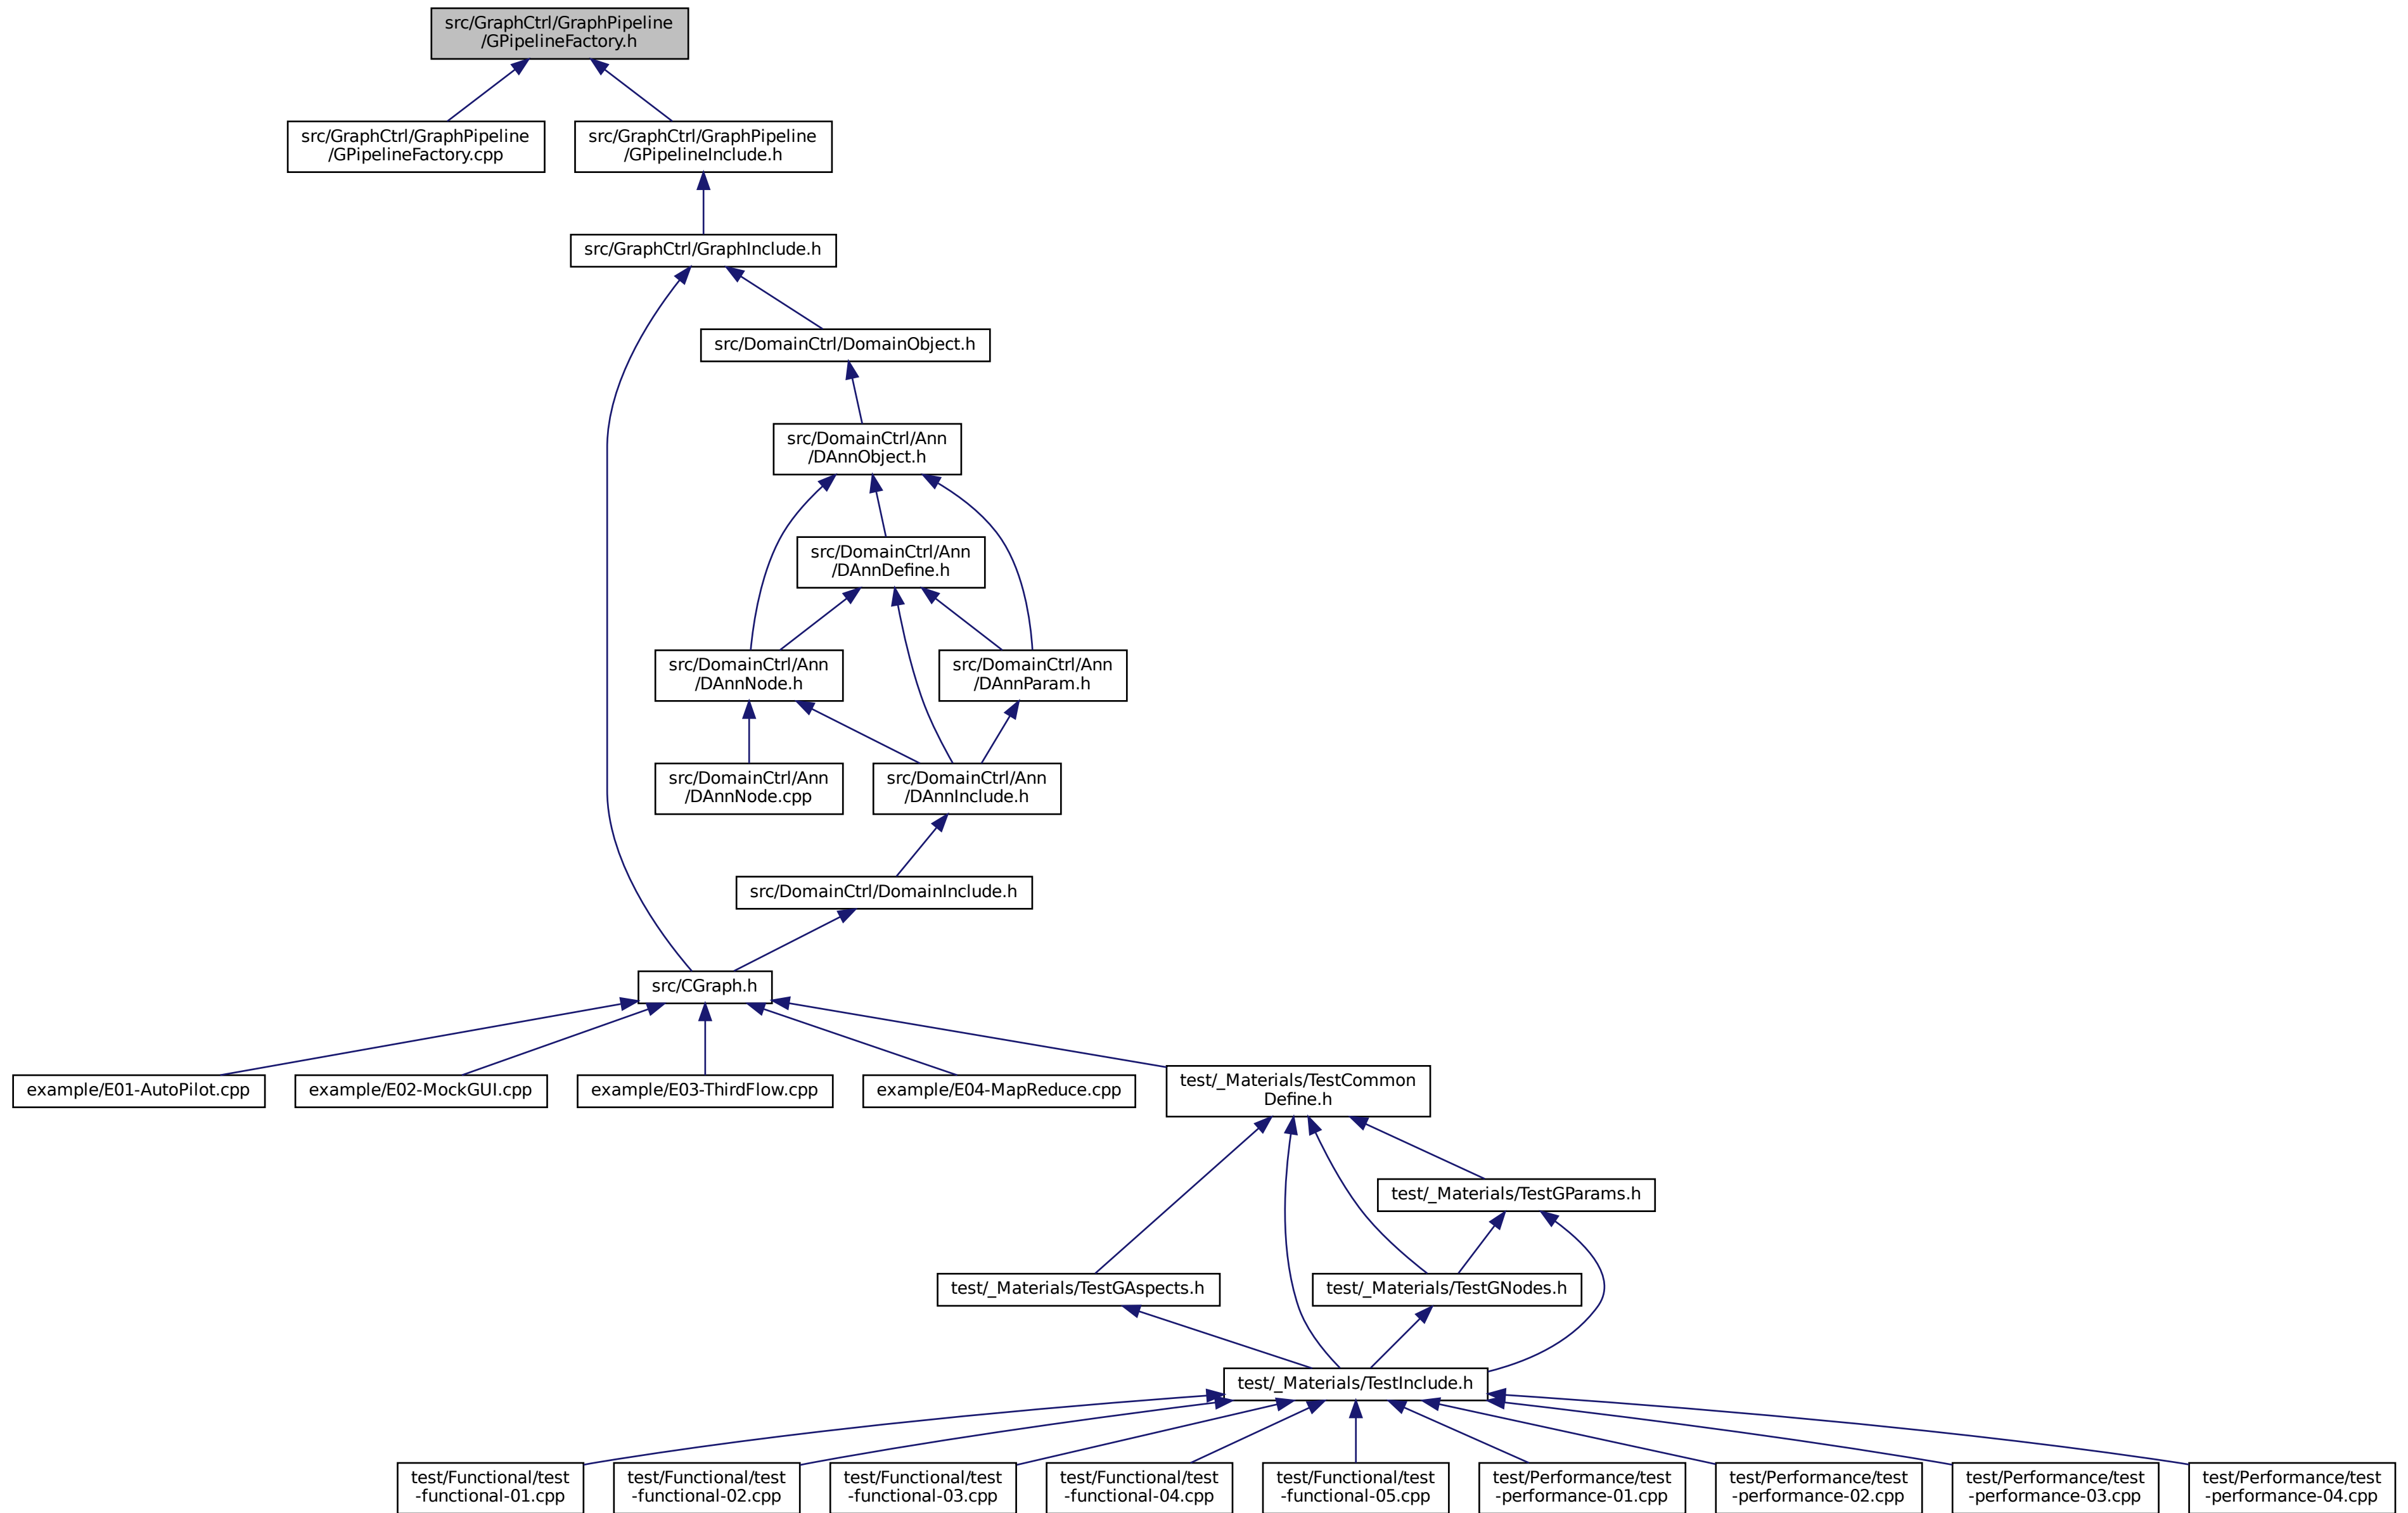 src/GraphCtrl/GraphPipeline
/GPipelineFactory.h
src/GraphCtrl/GraphPipeline
/GPipelineFactory.cpp
src/GraphCtrl/GraphPipeline
/GPipelineInclude.h
src/GraphCtrl/GraphInclude.h
src/DomainCtrl/DomainObject.h
src/DomainCtrl/Ann
/DAnnObject.h
src/DomainCtrl/Ann
/DAnnDefine.h
src/DomainCtrl/Ann
/DAnnNode.h
src/DomainCtrl/Ann
/DAnnParam.h
src/DomainCtrl/Ann
/DAnnNode.cpp
src/DomainCtrl/Ann
/DAnnInclude.h
src/DomainCtrl/DomainInclude.h
src/CGraph.h
example/E01-AutoPilot.cpp
example/E02-MockGUI.cpp
example/E03-ThirdFlow.cpp
example/E04-MapReduce.cpp
test/_Materials/TestCommon
Define.h
test/_Materials/TestGParams.h
test/_Materials/TestGAspects.h
test/_Materials/TestGNodes.h
test/_Materials/TestInclude.h
test/Functional/test
-functional-01.cpp
test/Functional/test
-functional-02.cpp
test/Functional/test
-functional-03.cpp
test/Functional/test
-functional-04.cpp
test/Functional/test
-functional-05.cpp
test/Performance/test
-performance-01.cpp
test/Performance/test
-performance-02.cpp
test/Performance/test
-performance-03.cpp
test/Performance/test
-performance-04.cpp